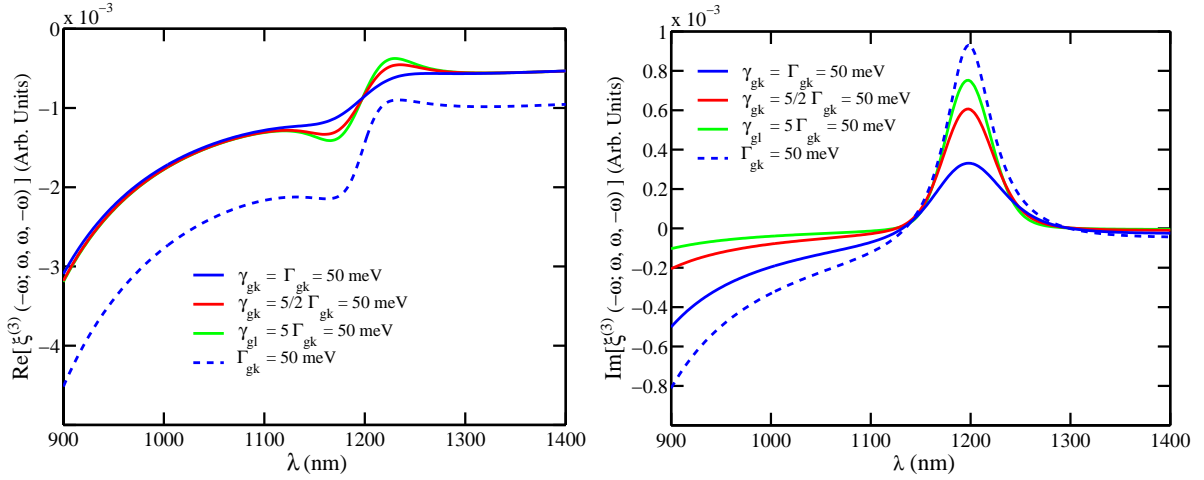 x 10⁻³
0
−1
−2
−3
−4
900 1000 1100 1200 1300 1400
λ (nm)
Re[ξ⁽³⁾ (−ω; ω, ω, −ω)] (Arb. Units)
γgk = Γgk = 50 meV
γgk = 5/2 Γgk = 50 meV
γgl = 5 Γgk = 50 meV
Γgk = 50 meV
x 10⁻³
1
0.8
0.6
0.4
0.2
0
−0.2
−0.4
−0.6
−0.8
900 1000 1100 1200 1300 1400
λ (nm)
Im[ξ⁽³⁾ (−ω; ω, ω, −ω) ] (Arb. Units)
γgk = Γgk = 50 meV
γgk = 5/2 Γgk = 50 meV
γgl = 5 Γgk = 50 meV
Γgk = 50 meV